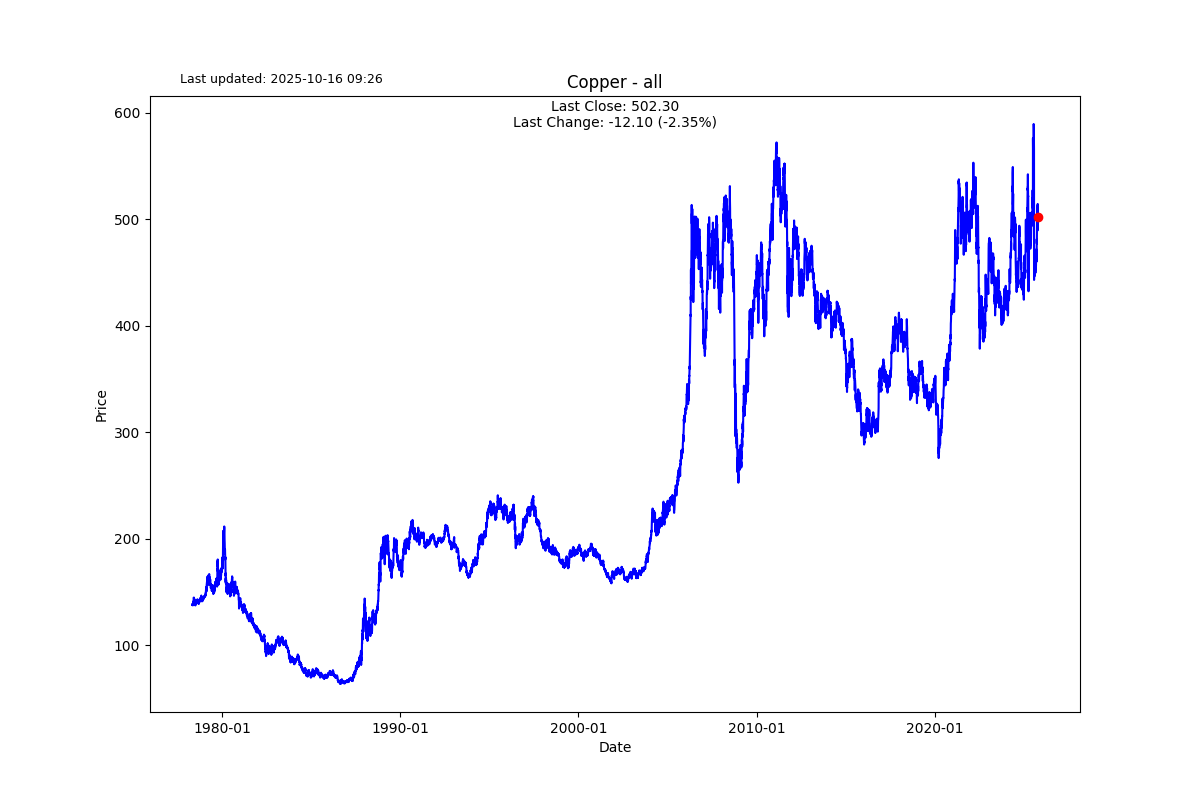 Last updated: 2025-10-16 09:26
Copper - all
Last Close: 502.30
Last Change: -12.10 (-2.35%)
Price
600
500
400
300
200
100
1980-01
1990-01
2000-01
2010-01
2020-01
Date